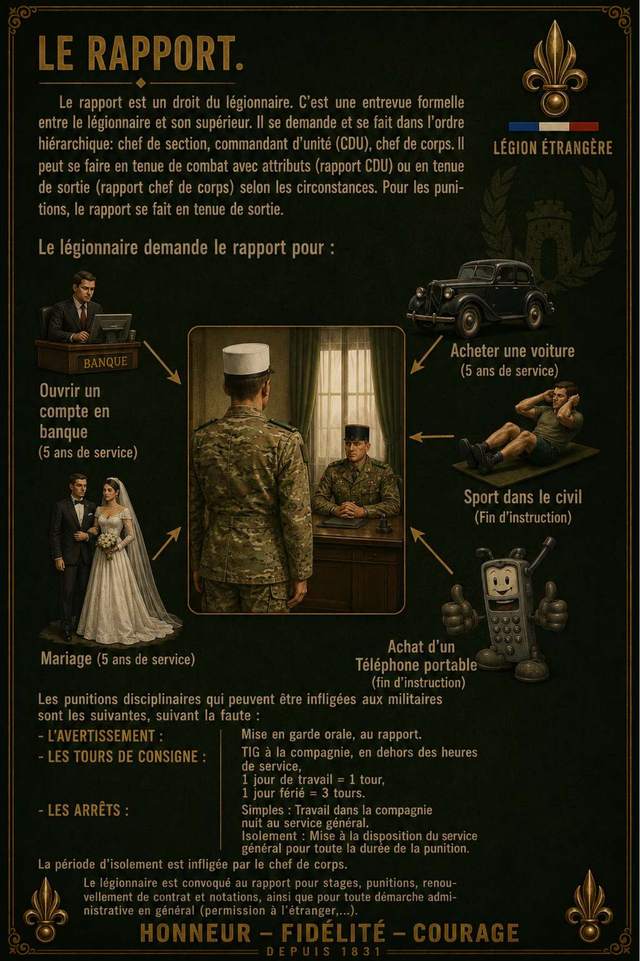 LE RAPPORT.
LÉGION ÉTRANGÈRE
Le rapport est un droit du légionnaire. C'est une entrevue formelle
entre le légionnaire et son supérieur. Il se demande et se fait dans l'ordre
hiérarchique: chef de section, commandant d'unité (CDU), chef de corps. Il
peut se faire en tenue de combat avec attributs (rapport CDU) ou en tenue
de sortie (rapport chef de corps) selon les circonstances. Pour les puni-
tions, le rapport se fait en tenue de sortie.
Le légionnaire demande le rapport pour :
BANQUE
Ouvrir un
compte en
banque
(5 ans de service)
Mariage (5 ans de service)
Acheter une voiture
(5 ans de service)
Sport dans le civil
(Fin d'instruction)
Achat d'un
Téléphone portable
(fin d'instruction)
Les punitions disciplinaires qui peuvent être infligées aux militaires
sont les suivantes, suivant la faute :
- L'AVERTISSEMENT : Mise en garde orale, au rapport.
- LES TOURS DE CONSIGNE : TIG à la compagnie, en dehors des heures
de service,
1 jour de travail = 1 tour,
1 jour férié = 3 tours.
- LES ARRÊTS : Simples : Travail dans la compagnie
nuit au service général.
Isolement : Mise à la disposition du service
général pour toute la durée de la punition.
La période d'isolement est infligée par le chef de corps.
Le légionnaire est convoqué au rapport pour stages, punitions, renou-
vellement de contrat et notations, ainsi que pour toute démarche admi-
nistrative en général (permission à l'étranger,...).
HONNEUR – FIDÉLITÉ – COURAGE
DEPUIS 1831